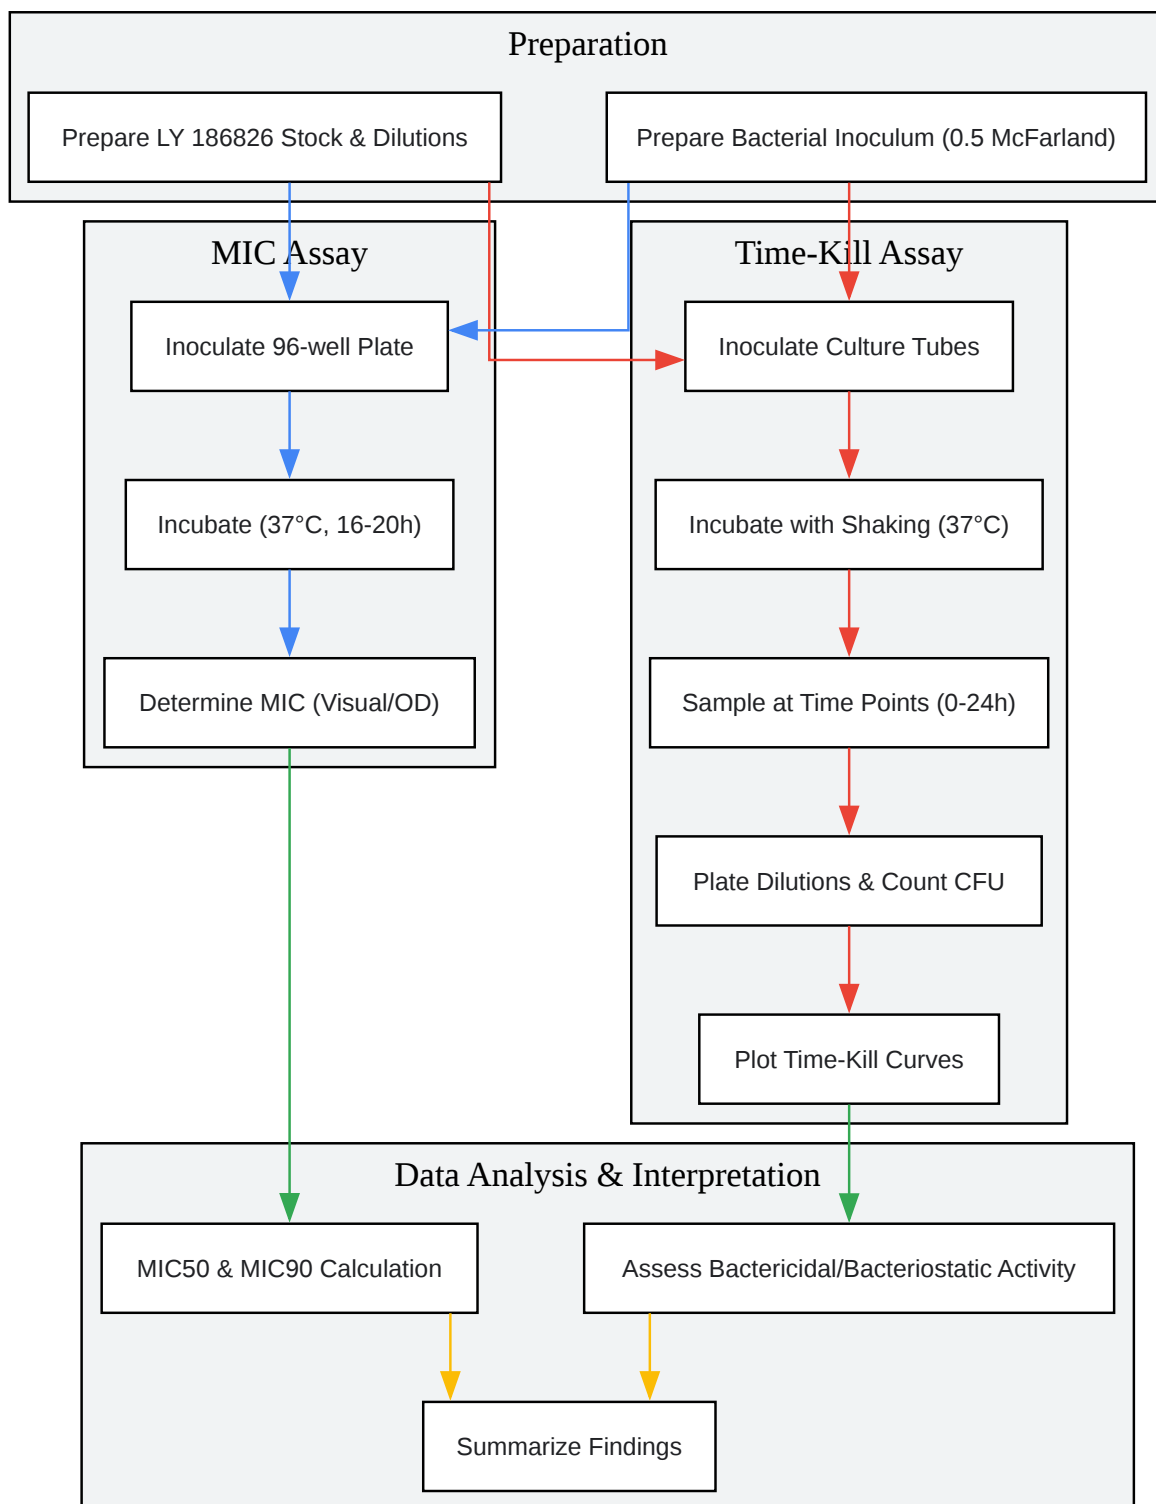 Preparation
Prepare LY 186826 Stock & Dilutions
Prepare Bacterial Inoculum (0.5 McFarland)
MIC Assay
Inoculate 96-well Plate
Incubate (37°C, 16-20h)
Determine MIC (Visual/OD)
Time-Kill Assay
Inoculate Culture Tubes
Incubate with Shaking (37°C)
Sample at Time Points (0-24h)
Plate Dilutions & Count CFU
Plot Time-Kill Curves
Data Analysis & Interpretation
MIC50 & MIC90 Calculation
Assess Bactericidal/Bacteriostatic Activity
Summarize Findings